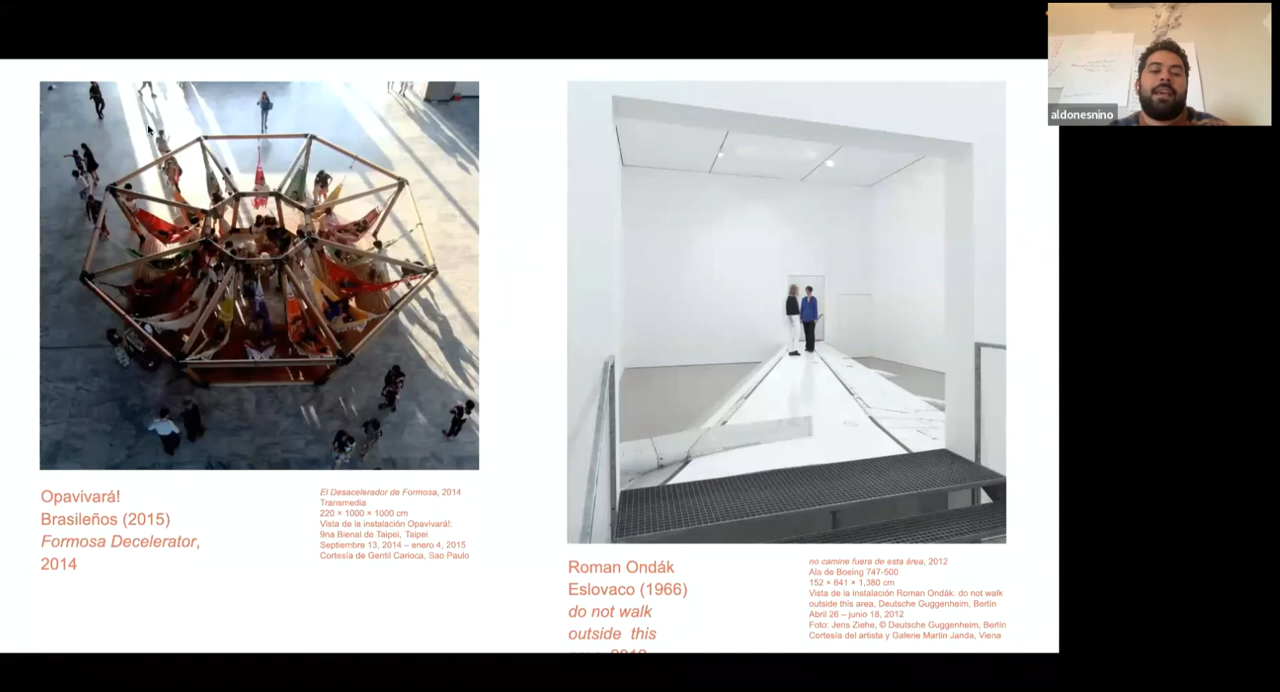 aldonesnino
Opavivará!
Brasileños (2015)
Formosa Decelerator,
2014
El Desacelerador de Formosa, 2014
Transmedia
220 × 1000 × 1000 cm
Vista de la instalación Opavivará!:
9na Bienal de Taipei, Taipei
Septiembre 13, 2014 – enero 4, 2015
Cortesía de Gentil Carioca, Sao Paulo
Roman Ondák
Eslovaco (1966)
do not walk
outside this
no camine fuera de esta área, 2012
Ala de Boeing 747-500
152 × 641 × 1,380 cm
Vista de la instalación Roman Ondák: do not walk
outside this area, Deutsche Guggenheim, Berlín
Abril 26 – junio 18, 2012
Foto: Jens Ziehe, © Deutsche Guggenheim, Berlín
Cortesía del artista y Galerie Martin Janda, Viena